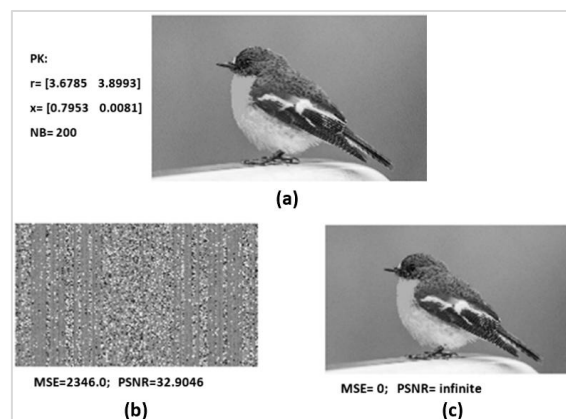 PK:
r= [3.6785 3.8993]
x= [0.7953 0.0081]
NB= 200
(a)
MSE=2346.0; PSNR=32.9046
(b)
MSE= 0; PSNR= infinite
(c)